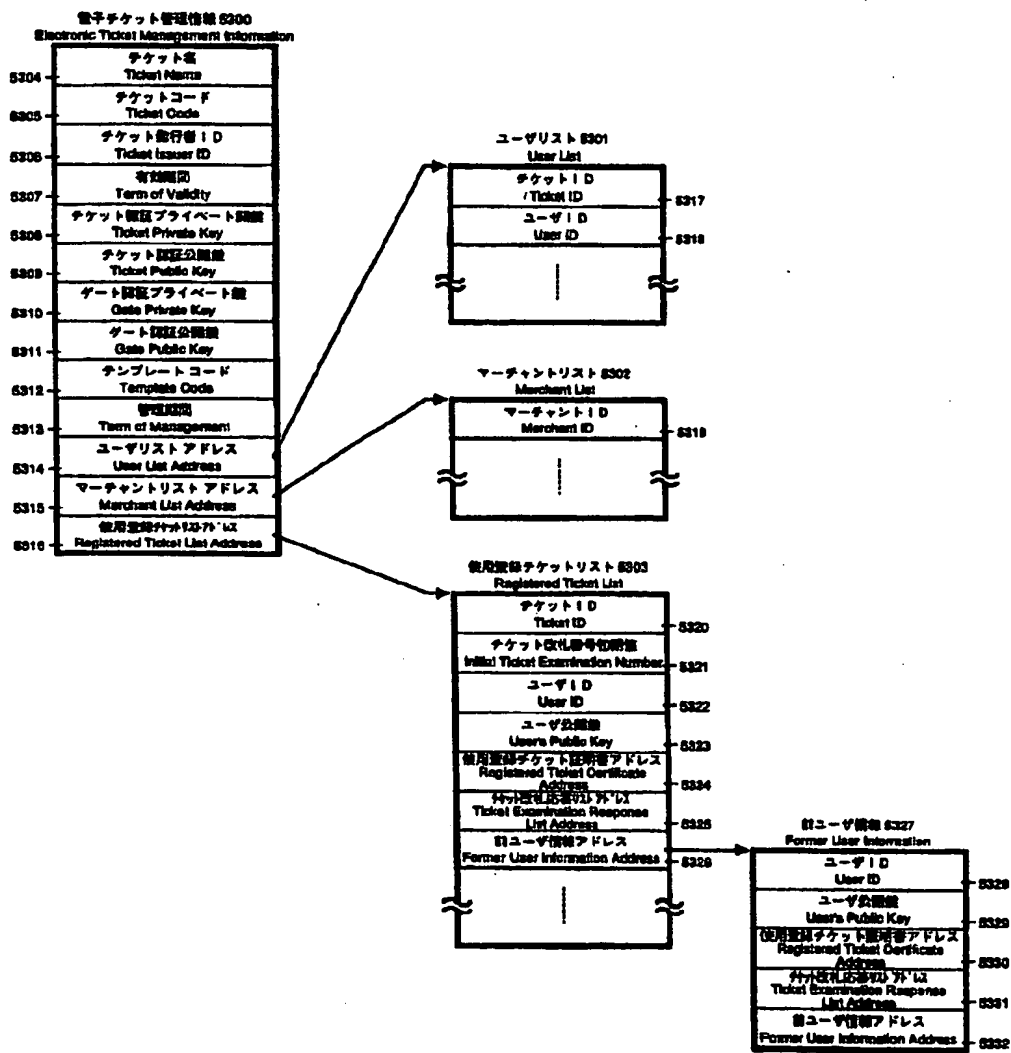 電子チケット管理情報 5300
Electronic Ticket Management Information
チケット名
Ticket Name
5304
チケットコード
Ticket Code
5305
チケット発行者ID
Ticket Issuer ID
5306
有効期間
Term of Validity
5307
チケット認証プライベート鍵
Ticket Private Key
5308
チケット認証公開鍵
Ticket Public Key
5309
ゲート認証プライベート鍵
Gate Private Key
5310
ゲート認証公開鍵
Gate Public Key
5311
テンプレートコード
Template Code
5312
管理期間
Term of Management
5313
ユーザリスト アドレス
User List Address
5314
マーチャントリスト アドレス
Merchant List Address
5315
使用登録チケットリストアドレス
Registered Ticket List Address
5316
ユーザリスト 5301
User List
チケットID
Ticket ID
5317
ユーザID
User ID
5318
マーチャントリスト 5302
Merchant List
マーチャントID
Merchant ID
5319
使用登録チケットリスト 5303
Registered Ticket List
チケットID
Ticket ID
5320
チケット改札番号初期値
Initial Ticket Examination Number
5321
ユーザID
User ID
5322
ユーザ公開鍵
User's Public Key
5323
使用登録チケット証明書アドレス
Registered Ticket Certificate
Address
5324
チケット改札応答リストアドレス
Ticket Examination Response
List Address
5325
前ユーザ情報アドレス
Former User Information Address
5326
前ユーザ情報 5327
Former User Information
ユーザID
User ID
5328
ユーザ公開鍵
User's Public Key
5329
使用登録チケット証明書アドレス
Registered Ticket Certificate
Address
5330
チケット改札応答リストアドレス
Ticket Examination Response
List Address
5331
前ユーザ情報アドレス
Former User Information Address
5332